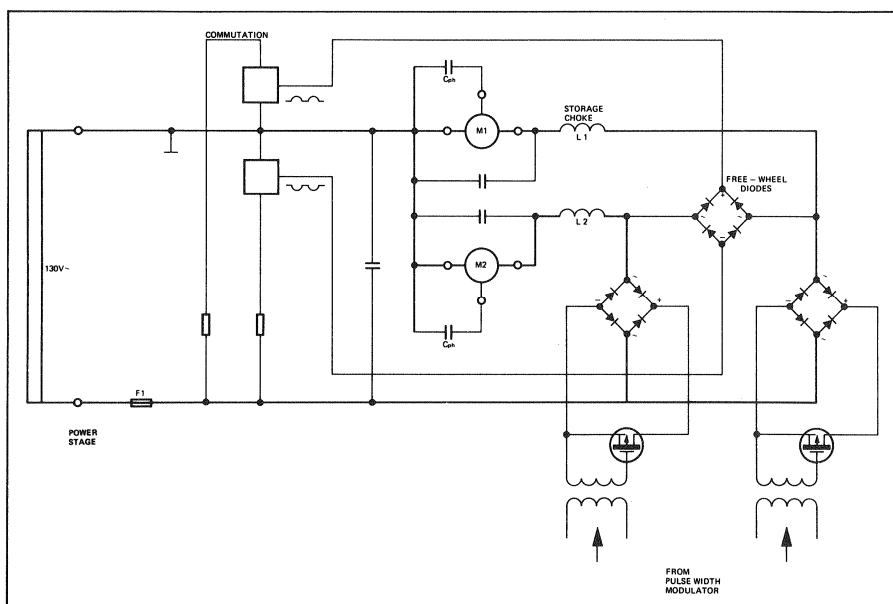 COMMUTATION
Cph
M1
STORAGE
CHOKE
L 1
FREE – WHEEL
DIODES
+
~
~
–
L 2
130V~
M2
Cph
~
–
+
~
~
–
+
~
F1
POWER
STAGE
FROM
PULSE WIDTH
MODULATOR